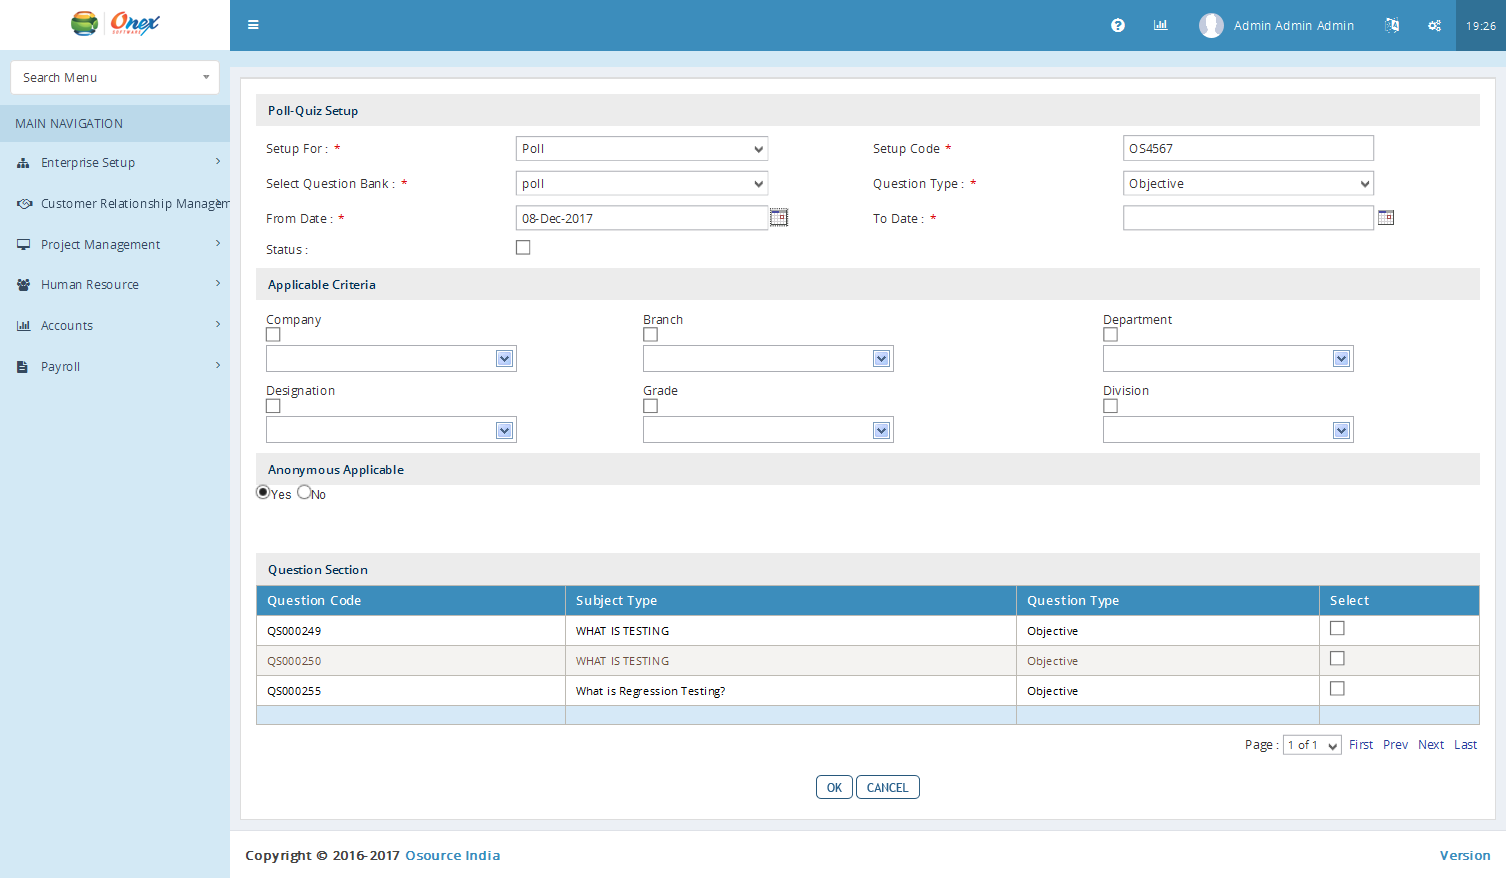 Onex
SOFTWARE
Admin Admin Admin
19:26
Search Menu
MAIN NAVIGATION
Enterprise Setup
Customer Relationship Managem
Project Management
Human Resource
Accounts
Payroll
Poll-Quiz Setup
Setup For : * Poll
Setup Code * OS4567
Select Question Bank : * poll
Question Type : * Objective
From Date : * 08-Dec-2017
To Date : *
Status :
Applicable Criteria
Company Branch Department
Designation Grade Division
Anonymous Applicable
Yes No
Question Section
Question Code Subject Type Question Type Select
QS000249 WHAT IS TESTING Objective
QS000250 WHAT IS TESTING Objective
QS000255 What is Regression Testing? Objective
Page : 1 of 1 First Prev Next Last
OK CANCEL
Copyright © 2016-2017 Osource India
Version